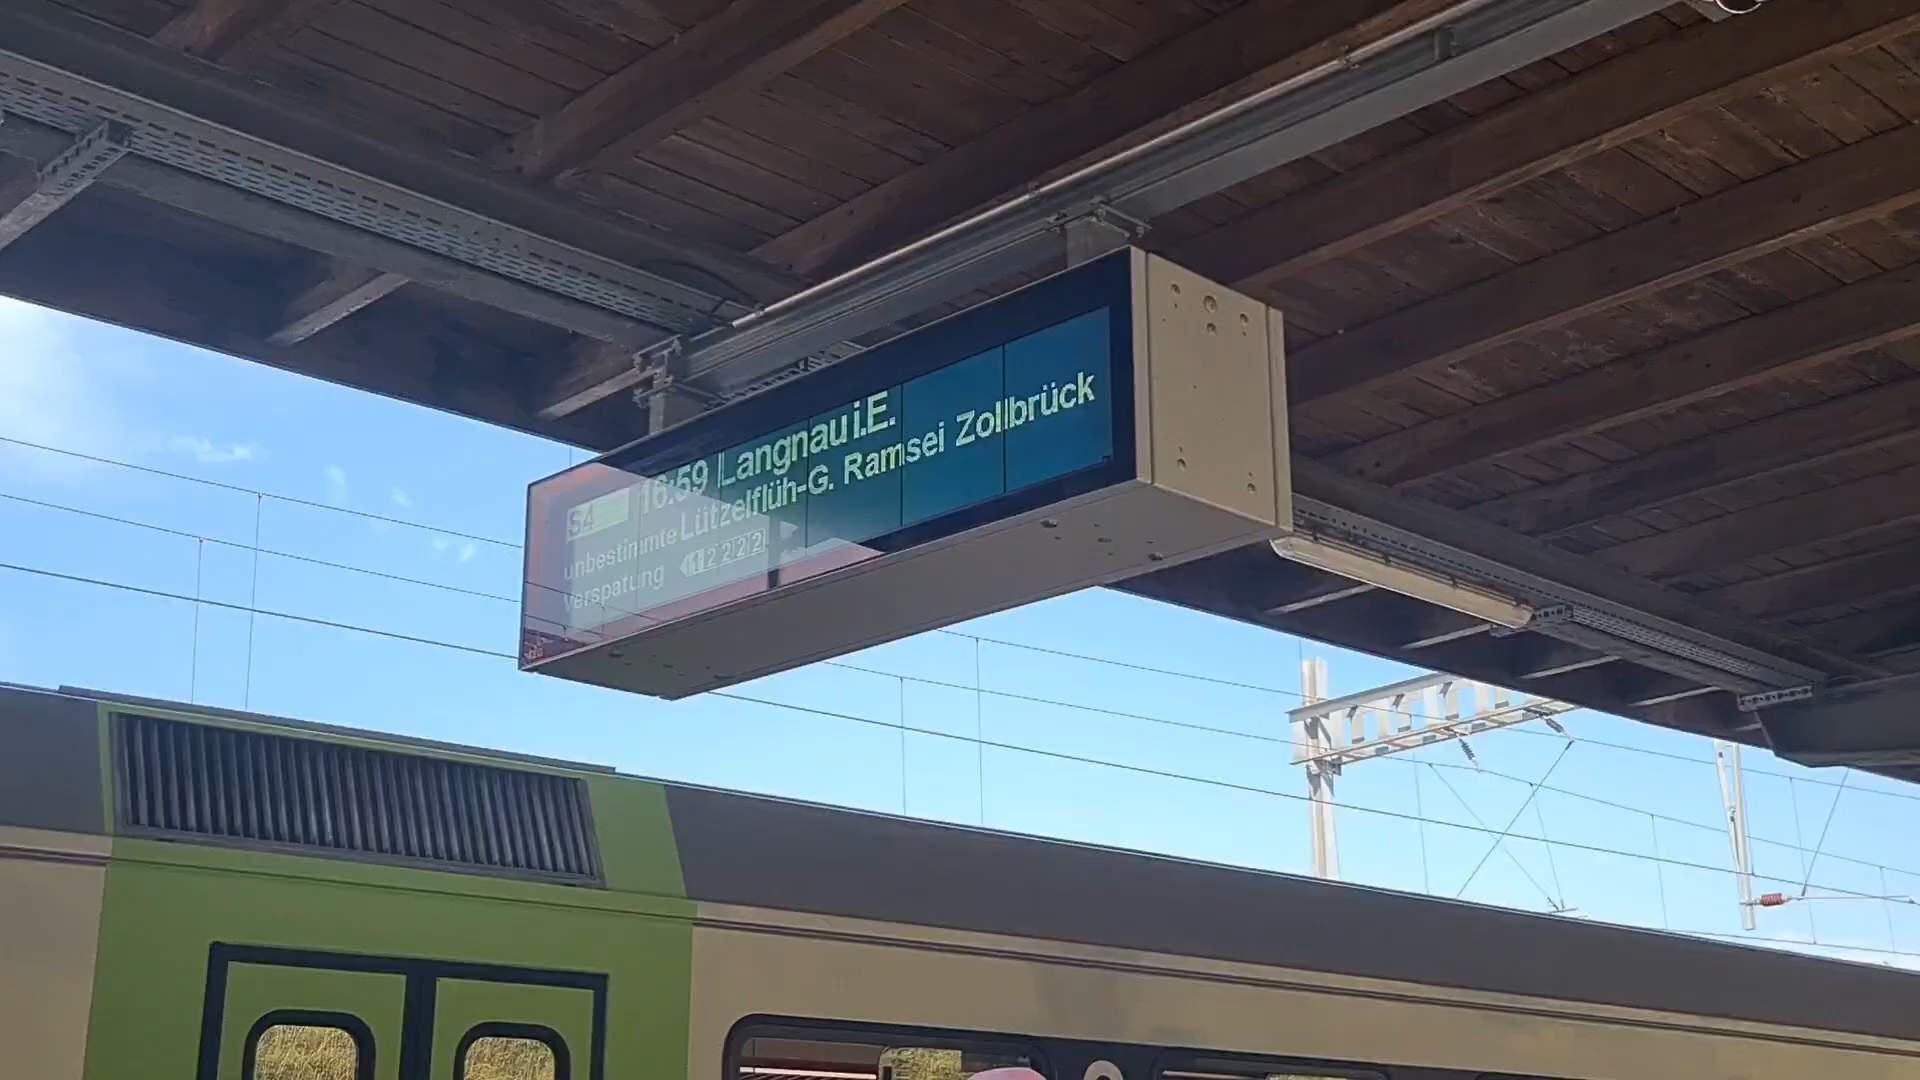 S4 16:59 Langnau i.E.
unbestimmte Verspätung
Lützelflüh-G. Ramsei Zollbrück
1 2 2 2 2